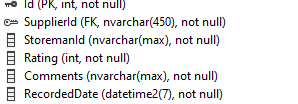 Id (PK, int, not null)
SupplierId (FK, nvarchar(450), not null)
StoremanId (nvarchar(max), not null)
Rating (int, not null)
Comments (nvarchar(max), not null)
RecordedDate (datetime2(7), not null)